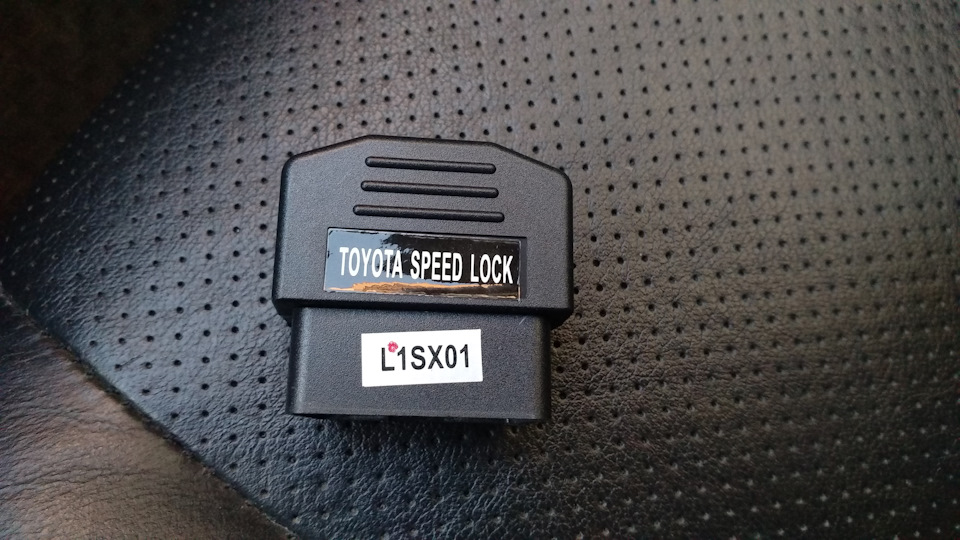 TOYOTA SPEED LOCK
L1SX01